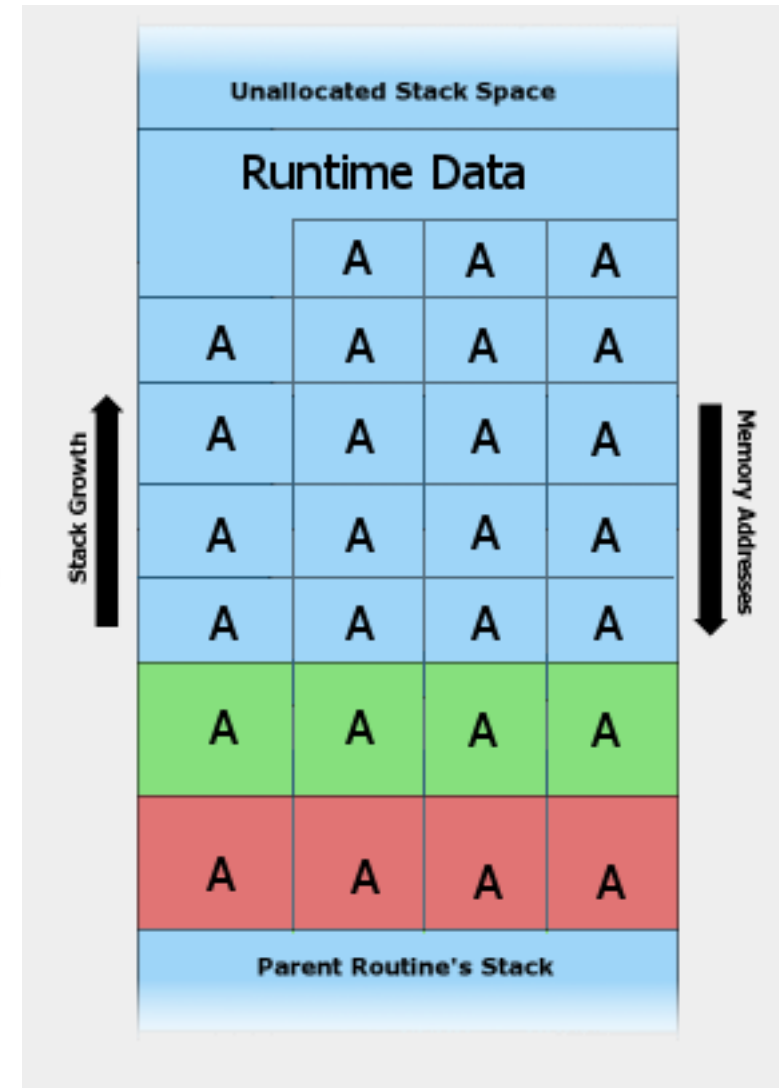 Unallocated Stack Space
Runtime Data
A A A
A A A A
A A A A
A A A A
A A A A
A A A A
A A A A
Parent Routine's Stack
Stack Growth
Memory Addresses